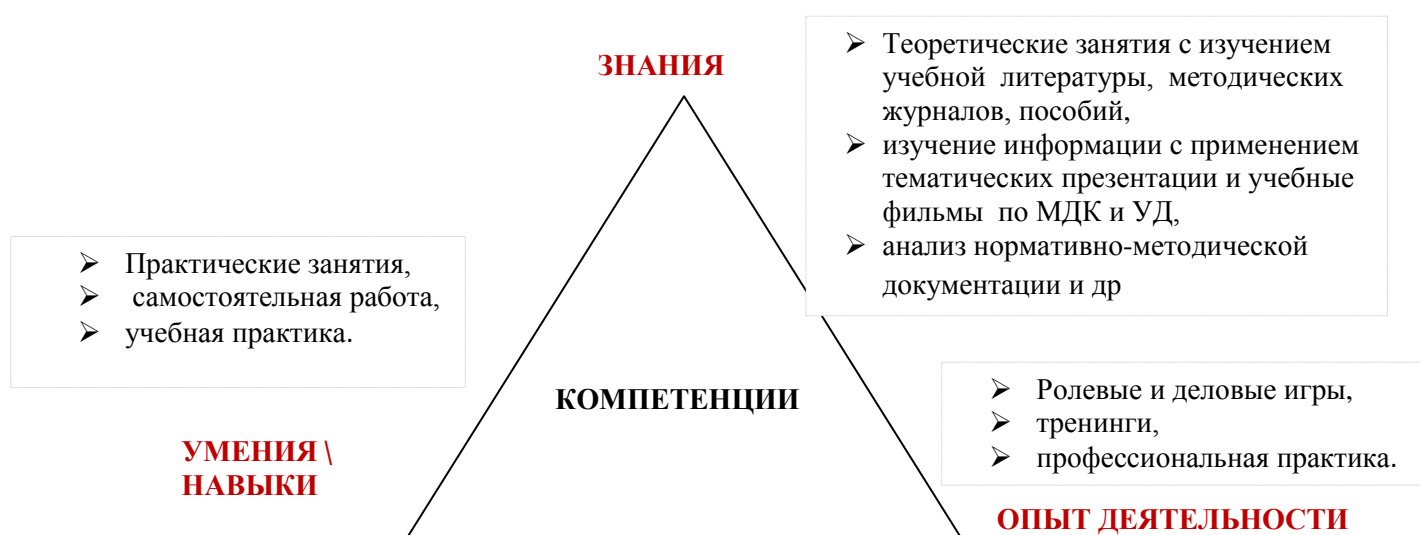 ЗНАНИЯ
➢ Теоретические занятия с изучением
учебной литературы, методических
журналов, пособий,
➢ изучение информации с применением
тематических презентации и учебные
фильмы по МДК и УД,
➢ анализ нормативно-методической
документации и др
➢ Практические занятия,
➢ самостоятельная работа,
➢ учебная практика.
КОМПЕТЕНЦИИ
УМЕНИЯ \
НАВЫКИ
➢ Ролевые и деловые игры,
➢ тренинги,
➢ профессиональная практика.
ОПЫТ ДЕЯТЕЛЬНОСТИ